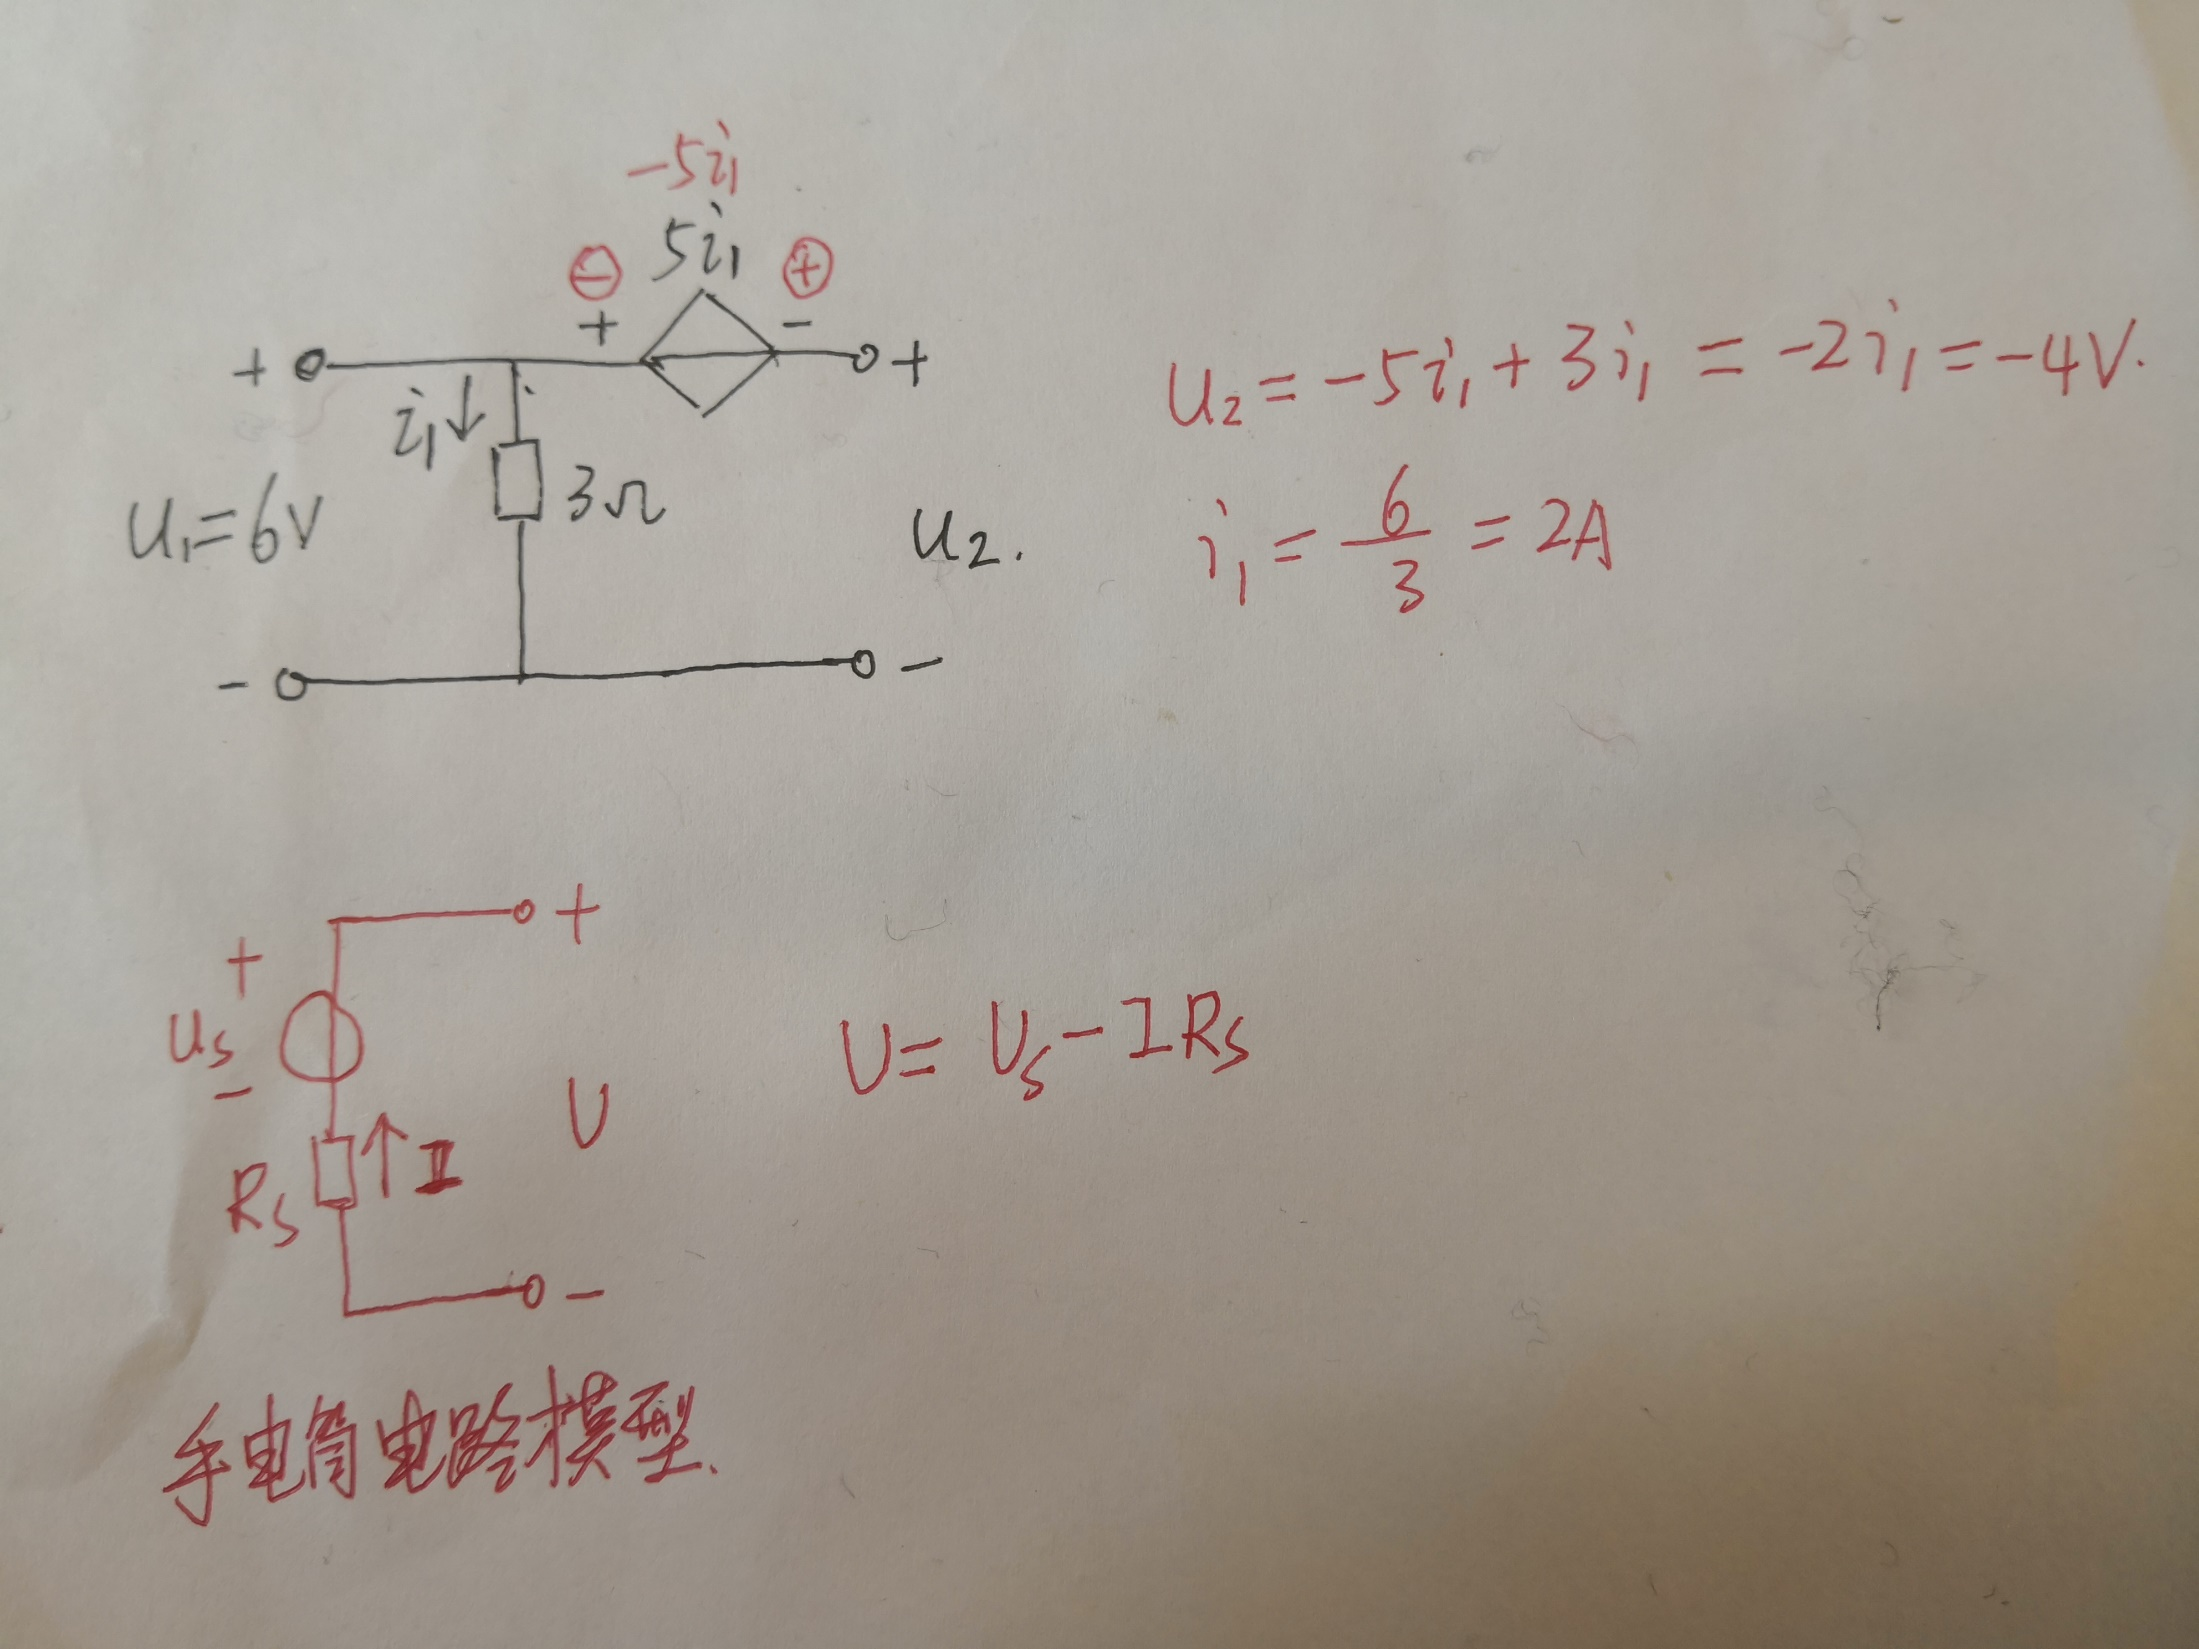 -5i₁
5i₁
⊖ ⊕
+ -
+ +
i₁↓
3Ω
U₁=6V
U₂.
- -
U₂ = -5i₁ + 3i₁ = -2i₁ = -4V.
i₁ = 6/3 = 2A
+
+
Us
-
U
Rs ↑I
-
U = Us - IRs
手电筒电路模型.